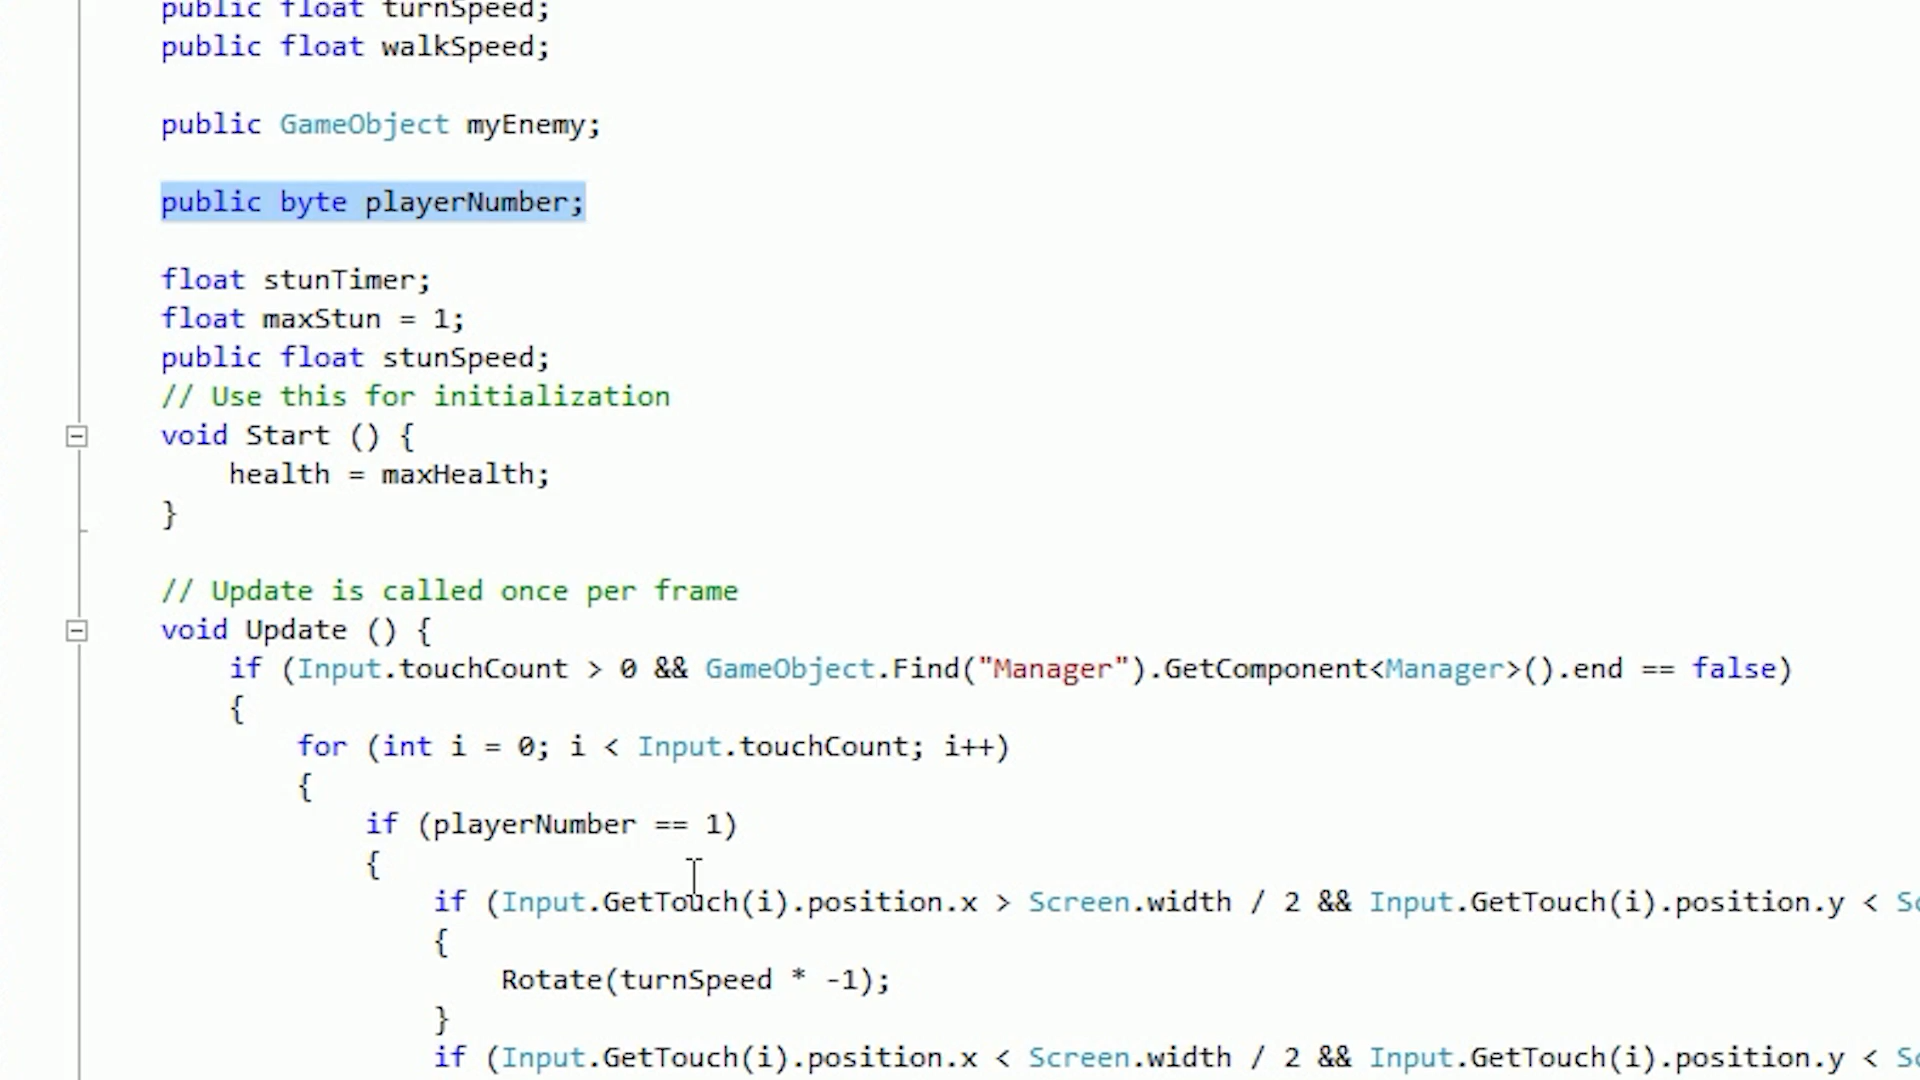 public float turnSpeed;
public float walkSpeed;
public GameObject myEnemy;
public byte playerNumber;
float stunTimer;
float maxStun = 1;
public float stunSpeed;
// Use this for initialization
void Start () {
health = maxHealth;
}
// Update is called once per frame
void Update () {
if (Input.touchCount > 0 && GameObject.Find("Manager").GetComponent<Manager>().end == false)
{
for (int i = 0; i < Input.touchCount; i++)
{
if (playerNumber == 1)
{
if (Input.GetTouch(i).position.x > Screen.width / 2 && Input.GetTouch(i).position.y <
{
Rotate(turnSpeed * -1);
}
if (Input.GetTouch(i).position.x < Screen.width / 2 && Input.GetTouch(i).position.y <